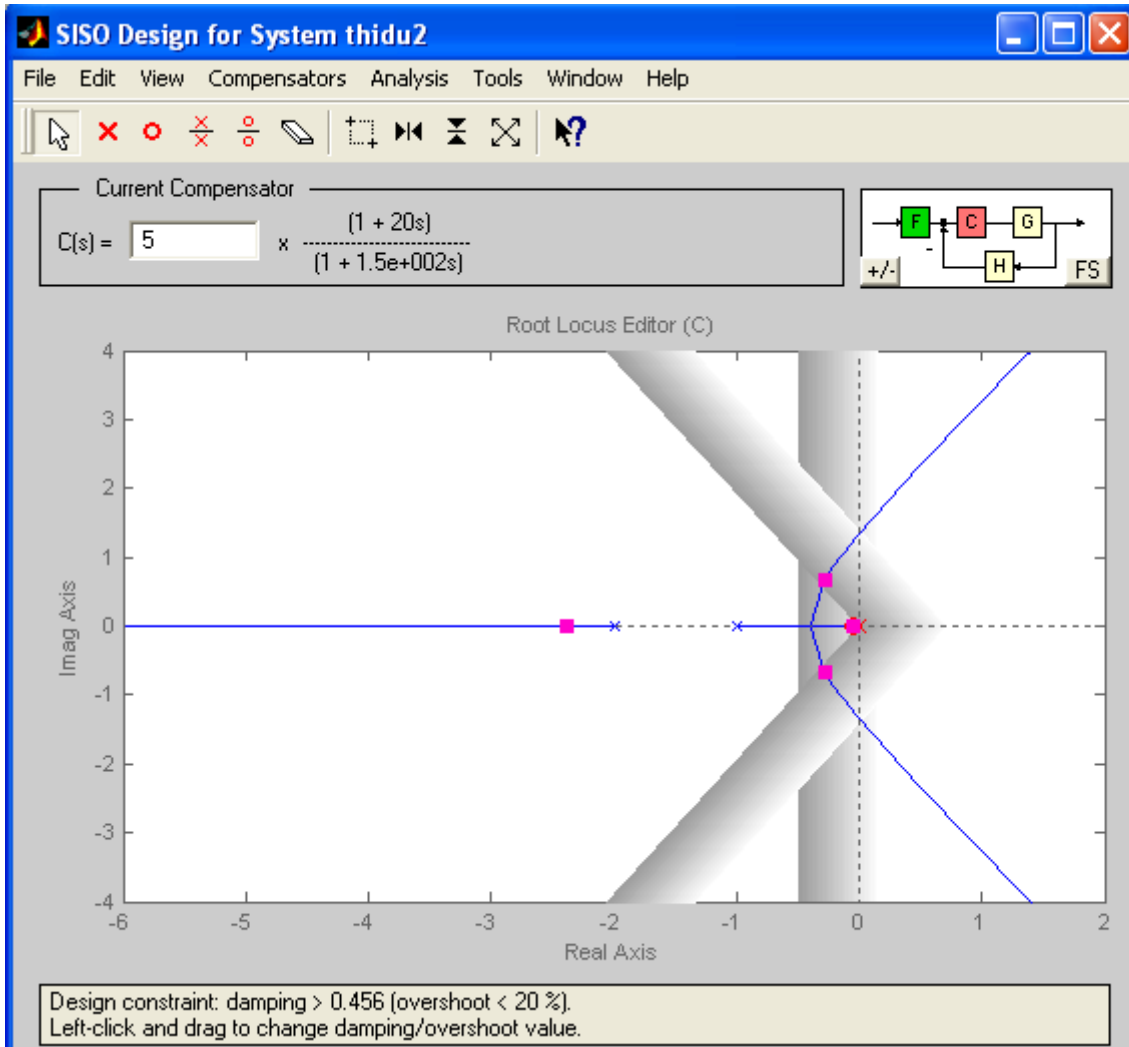 SISO Design for System thidu2
File Edit View Compensators Analysis Tools Window Help
Current Compensator
C(s) = 5 x (1 + 20s)
(1 + 1.5e+002s)
F C G
-
+/- H FS
Root Locus Editor (C)
4
3
2
1
0
-1
-2
-3
-4
Imag Axis
-6 -5 -4 -3 -2 -1 0 1 2
Real Axis
Design constraint: damping > 0.456 (overshoot < 20 %).
Left-click and drag to change damping/overshoot value.